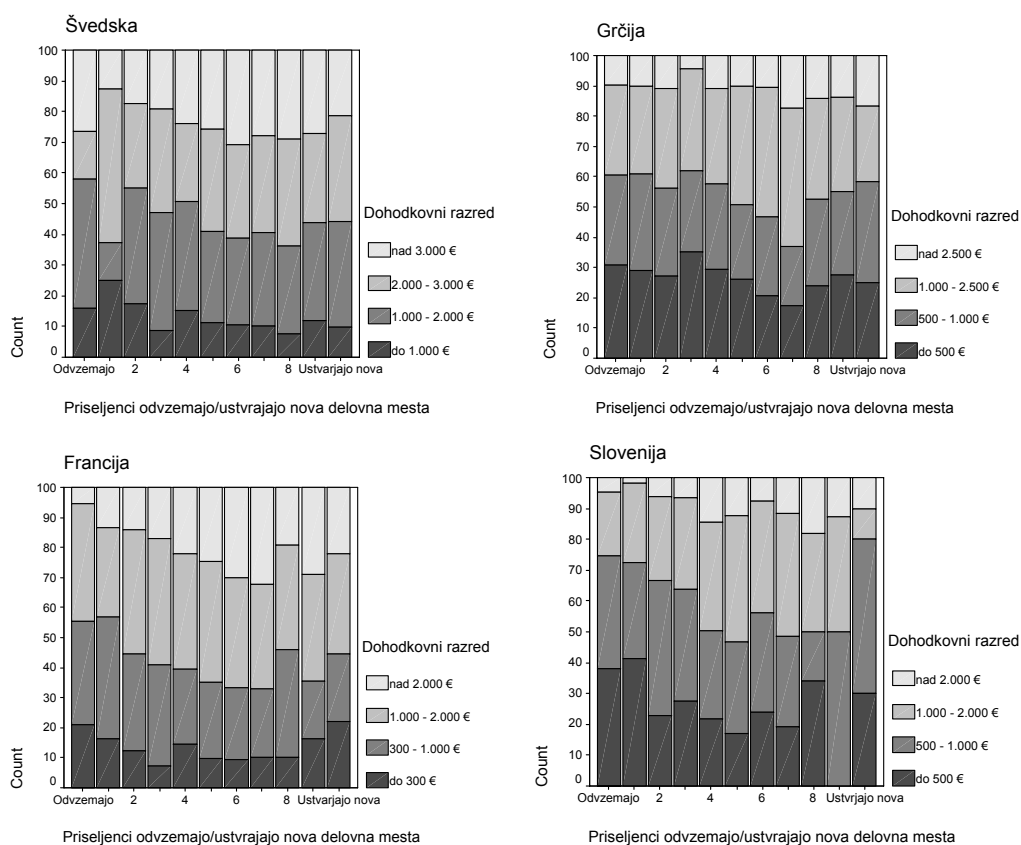 Švedska
100
90
80
70
60
50
40
30
20
10
0
Count
Odvzemajo 2 4 6 8 Ustvarjajo nova
Priseljenci odvzemajo/ustvrajajo nova delovna mesta
Dohodkovni razred
nad 3.000 €
2.000 - 3.000 €
1.000 - 2.000 €
do 1.000 €
Grčija
100
90
80
70
60
50
40
30
20
10
0
Count
Odvzemajo 2 4 6 8 Ustvrjajo nova
Priseljenci odvzemajo/ustvrajajo nova delovna mesta
Dohodkovni razred
nad 2.500 €
1.000 - 2.500 €
500 - 1.000 €
do 500 €
Francija
100
90
80
70
60
50
40
30
20
10
0
Count
Odvzemajo 2 4 6 8 Ustvarjajo nova
Priseljenci odvzemajo/ustvrajajo nova delovna mesta
Dohodkovni razred
nad 2.000 €
1.000 - 2.000 €
300 - 1.000 €
do 300 €
Slovenija
100
90
80
70
60
50
40
30
20
10
0
Count
Odvzemajo 2 4 6 8 Ustvrjajo nova
Priseljenci odvzemajo/ustvrajajo nova delovna mesta
Dohodkovni razred
nad 2.000 €
1.000 - 2.000 €
500 - 1.000 €
do 500 €